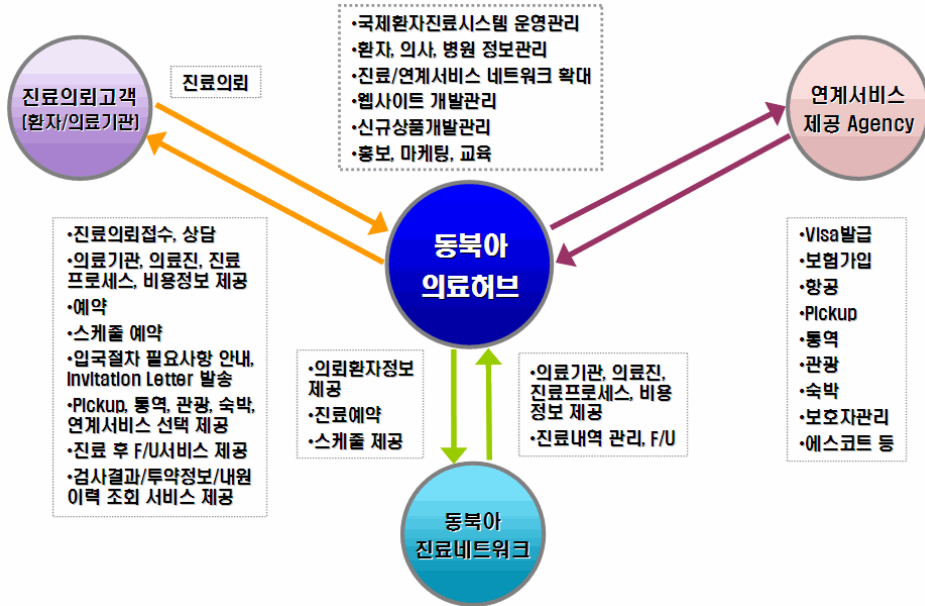 •국제환자진료시스템 운영관리
•환자, 의사, 병원 정보관리
•진료/연계서비스 네트워크 확대
•웹사이트 개발관리
•신규상품개발관리
•홍보, 마케팅, 교육
진료의뢰고객
(환자/의료기관)
진료의뢰
연계서비스
제공 Agency
동북아
의료허브
•진료의뢰접수, 상담
•의료기관, 의료진, 진료
프로세스, 비용정보 제공
•예약
•스케줄 예약
•입국절차 필요사항 안내,
Invitation Letter 발송
•Pickup, 통역, 관광, 숙박,
연계서비스 선택 제공
•진료 후 F/U서비스 제공
•검사결과/투약정보/내원
이력 조회 서비스 제공
•의뢰환자정보
제공
•진료예약
•스케줄 제공
•의료기관, 의료진,
진료프로세스, 비용
정보 제공
•진료내역 관리, F/U
•Visa발급
•보험가입
•항공
•Pickup
•통역
•관광
•숙박
•보호자관리
•에스코트 등
동북아
진료네트워크